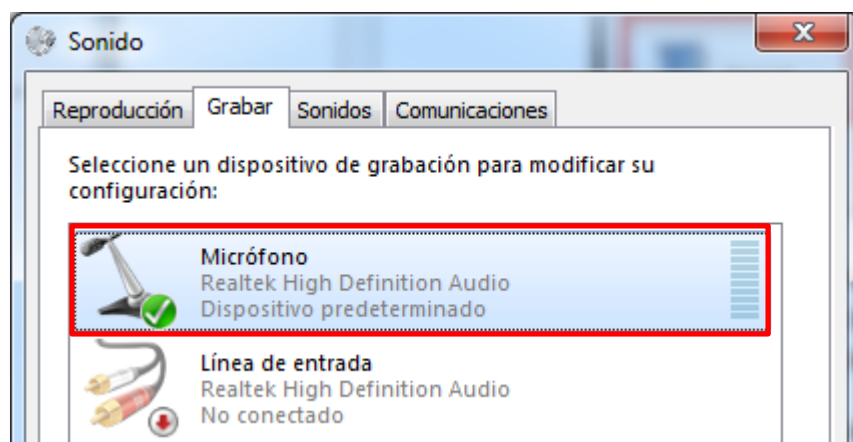 Sonido
Reproducción Grabar Sonidos Comunicaciones
Seleccione un dispositivo de grabación para modificar su
configuración:
Micrófono
Realtek High Definition Audio
Dispositivo predeterminado
Línea de entrada
Realtek High Definition Audio
No conectado